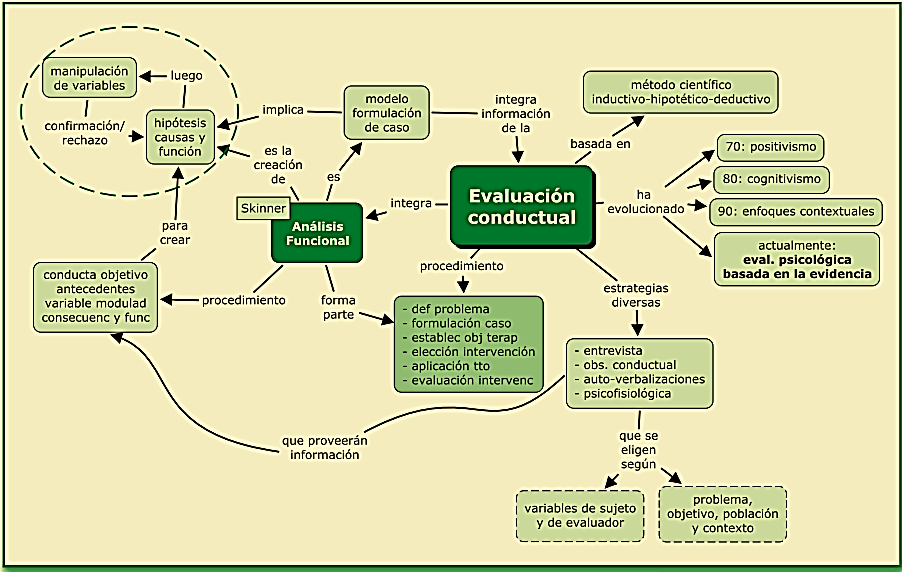 manipulación
de variables
luego
confirmación/
rechazo
hipótesis
causas y
función
implica
modelo
formulación
de caso
integra
información
de la
método científico
inductivo-hipotético-deductivo
basada en
es la
creación
de
es
Skinner
Análisis
Funcional
integra
Evaluación
conductual
ha
evolucionado
70: positivismo
80: cognitivismo
90: enfoques contextuales
actualmente:
eval. psicológica
basada en la evidencia
para
crear
conducta objetivo
antecedentes
variable modulad
consecuenc y func
procedimiento
forma
parte
procedimiento
- def problema
- formulación caso
- establec obj terap
- elección intervención
- aplicación tto
- evaluación intervenc
estrategias
diversas
- entrevista
- obs. conductual
- auto-verbalizaciones
- psicofisiológica
que proveerán
información
que se
eligen
según
variables de sujeto
y de evaluador
problema,
objetivo, población
y contexto